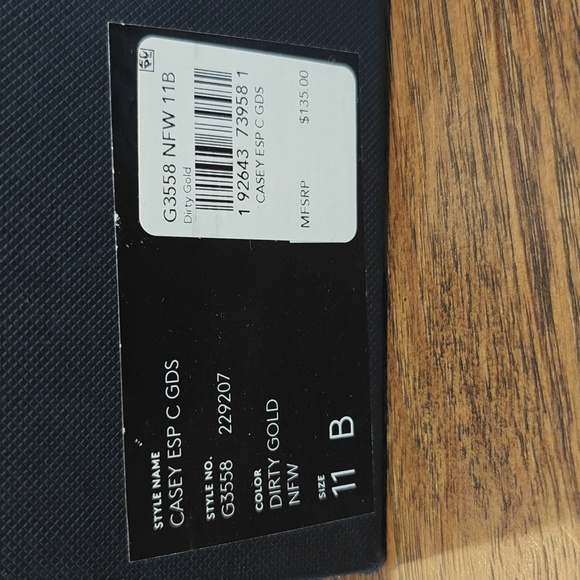 G3558 NFW 11B
Dirty Gold
1 92643 73958 1
CASEY ESP C GDS
MFSRP $135.00
STYLE NAME
CASEY ESP C GDS
STYLE NO.
G3558 229207
COLOR
DIRTY GOLD
NFW
SIZE
11 B